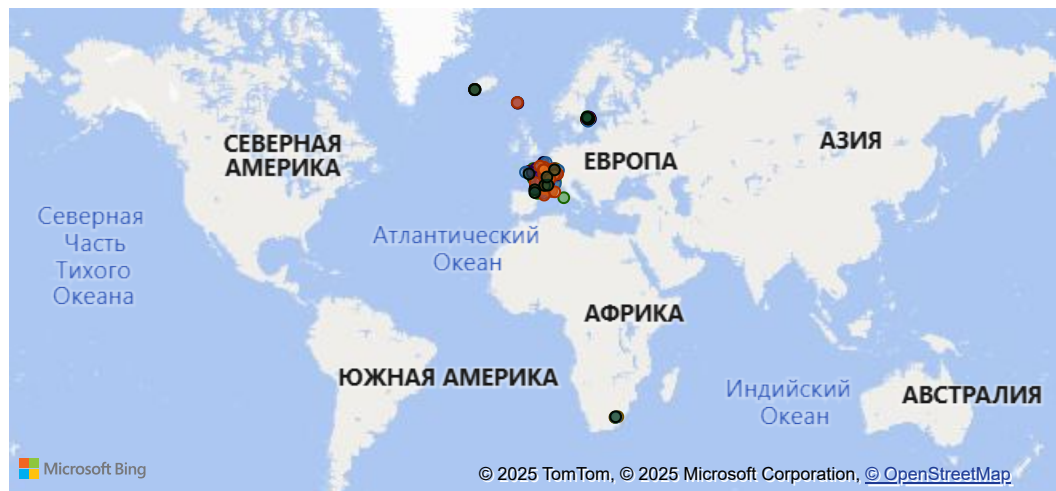 СЕВЕРНАЯ
АМЕРИКА
АЗИЯ
ЕВРОПА
Северная
Часть
Тихого
Океана
Атлантический
Океан
АФРИКА
ЮЖНАЯ АМЕРИКА
Индийский
Океан
АВСТРАЛИЯ
Microsoft Bing
© 2025 TomTom, © 2025 Microsoft Corporation, © OpenStreetMap